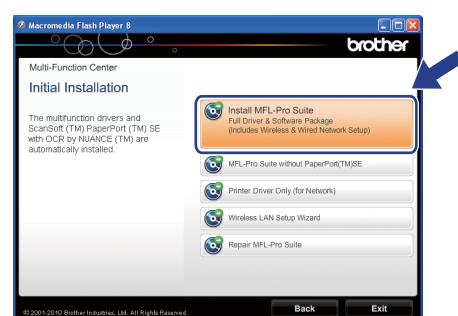 Macromedia Flash Player 8
brother
Multi-Function Center
Initial Installation
The multifunction drivers and
ScanSoft (TM) PaperPort (TM) SE
with OCR by NUANCE (TM) are
automatically installed.
Install MFL-Pro Suite
Full Driver & Software Package
(Includes Wireless & Wired Network Setup)
MFL-Pro Suite without PaperPort(TM)SE
Printer Driver Only (for Network)
Wireless LAN Setup Wizard
Repair MFL-Pro Suite
© 2001-2010 Brother Industries, Ltd. All Rights Reserved.
Back
Exit